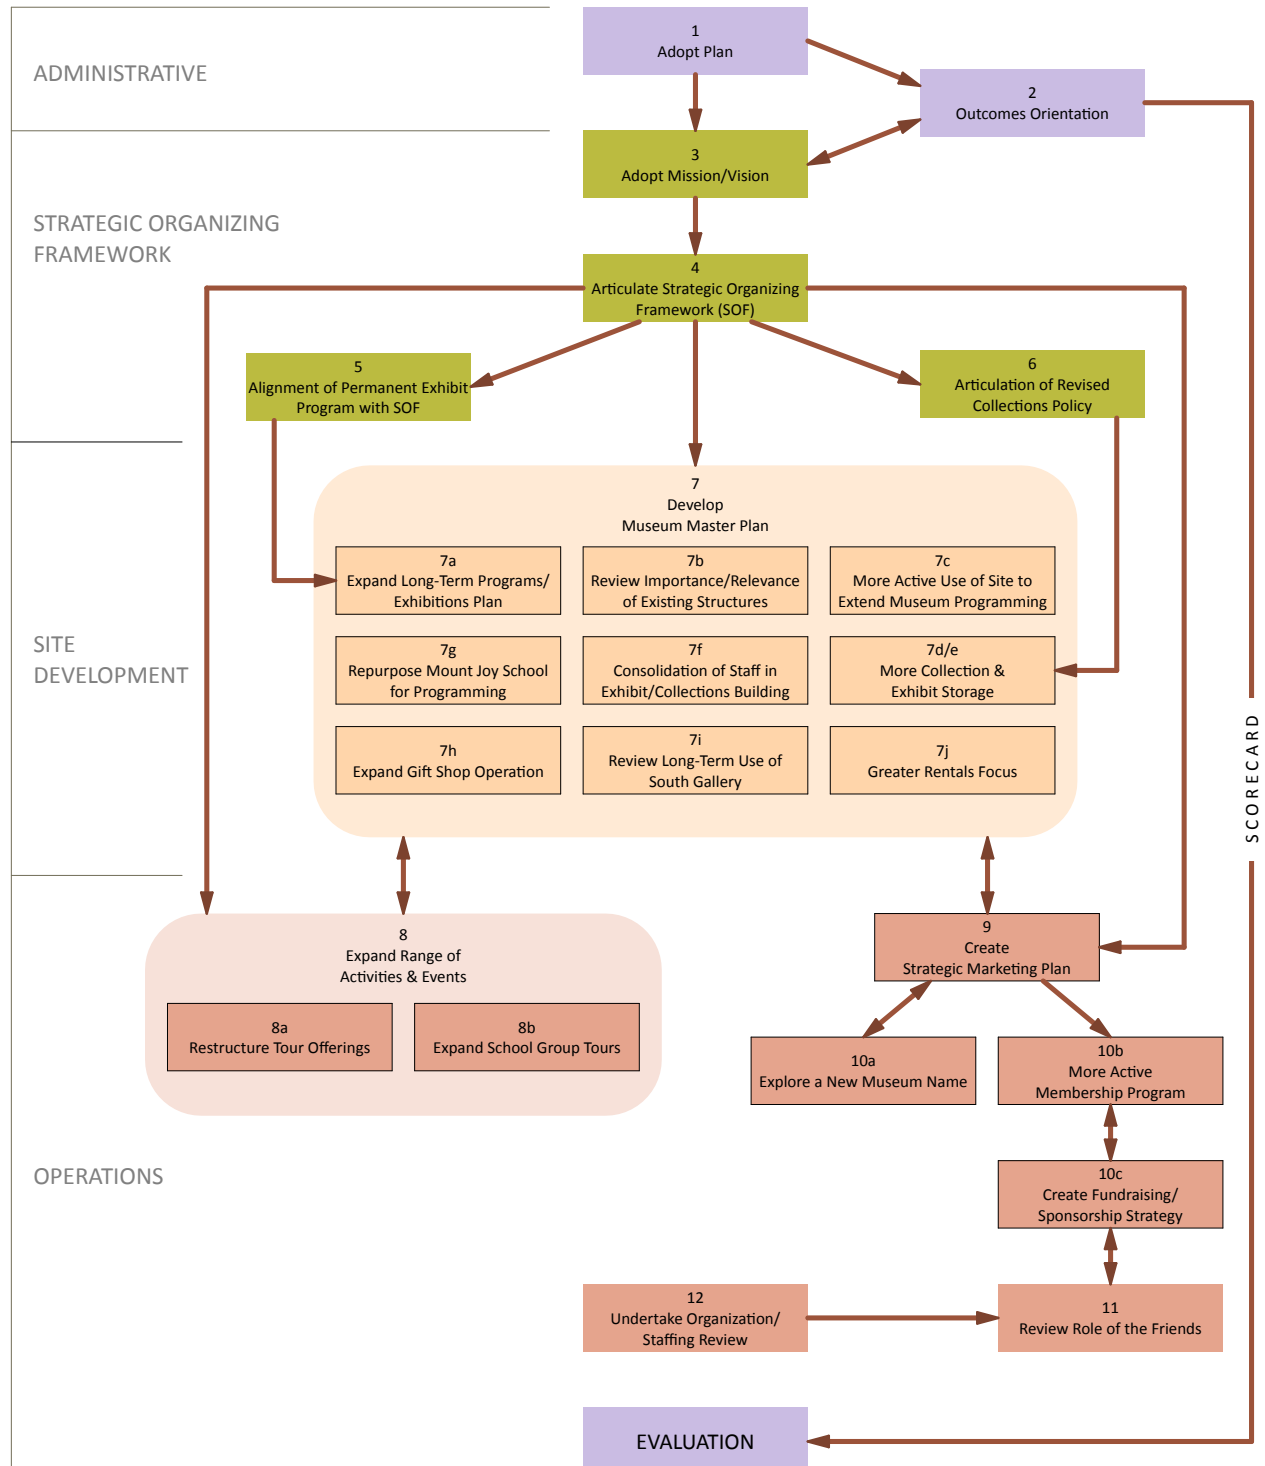 ADMINISTRATIVE
1
Adopt Plan
2
Outcomes Orientation
3
Adopt Mission/Vision
STRATEGIC ORGANIZING
FRAMEWORK
4
Articulate Strategic Organizing
Framework (SOF)
5
Alignment of Permanent Exhibit
Program with SOF
6
Articulation of Revised
Collections Policy
SITE
DEVELOPMENT
7
Develop
Museum Master Plan
7a
Expand Long-Term Programs/
Exhibitions Plan
7b
Review Importance/Relevance
of Existing Structures
7c
More Active Use of Site to
Extend Museum Programming
7g
Repurpose Mount Joy School
for Programming
7f
Consolidation of Staff in
Exhibit/Collections Building
7d/e
More Collection &
Exhibit Storage
7h
Expand Gift Shop Operation
7i
Review Long-Term Use of
South Gallery
7j
Greater Rentals Focus
SCORECARD
OPERATIONS
8
Expand Range of
Activities & Events
8a
Restructure Tour Offerings
8b
Expand School Group Tours
9
Create
Strategic Marketing Plan
10a
Explore a New Museum Name
10b
More Active
Membership Program
10c
Create Fundraising/
Sponsorship Strategy
12
Undertake Organization/
Staffing Review
11
Review Role of the Friends
EVALUATION